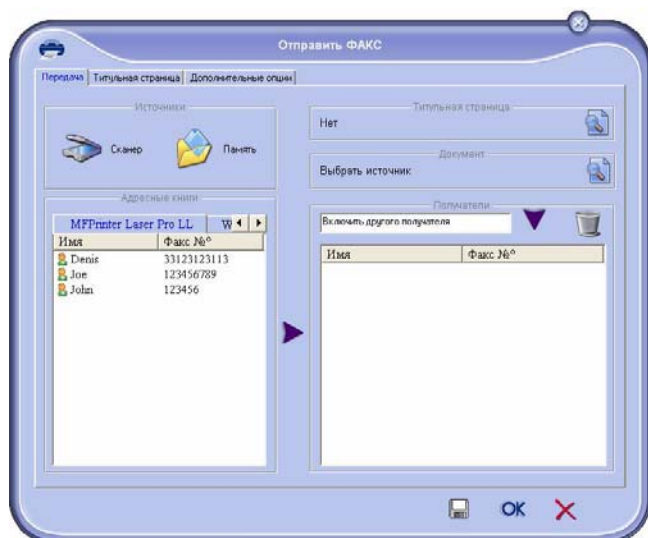 Отправить ФАКС
Передача Титульная страница Дополнительные опции
Источники
Сканер Память
Титульная страница
Нет
Документ
Выбрать источник
Адресные книги
MFPrinter Laser Pro LL W
Имя Факс №°
Denis 33123123113
Joe 123456789
John 123456
Получатели
Включить другого получателя
Имя Факс №°
OK